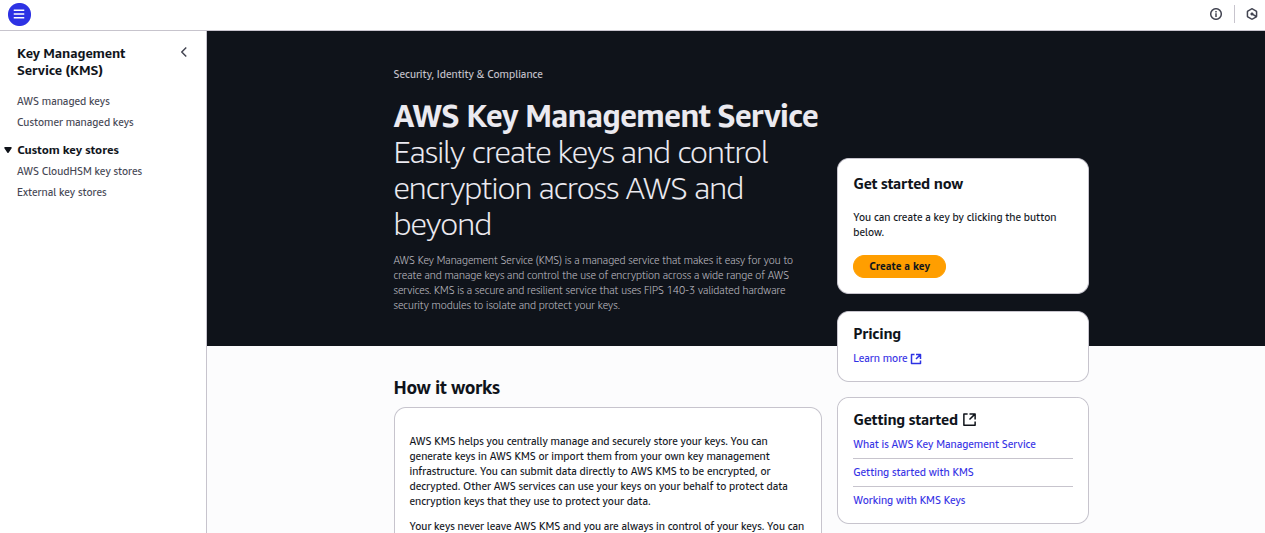 Key Management
Service (KMS)
AWS managed keys
Customer managed keys
Custom key stores
AWS CloudHSM key stores
External key stores
Security, Identity & Compliance
AWS Key Management Service
Easily create keys and control
encryption across AWS and
beyond
AWS Key Management Service (KMS) is a managed service that makes it easy for you to
create and manage keys and control the use of encryption across a wide range of AWS
services. KMS is a secure and resilient service that uses FIPS 140-3 validated hardware
security modules to isolate and protect your keys.
Get started now
You can create a key by clicking the button
below.
Create a key
Pricing
Learn more
Getting started
What is AWS Key Management Service
Getting started with KMS
Working with KMS Keys
How it works
AWS KMS helps you centrally manage and securely store your keys. You can
generate keys in AWS KMS or import them from your own key management
infrastructure. You can submit data directly to AWS KMS to be encrypted, or
decrypted. Other AWS services can use your keys on your behalf to protect data
encryption keys that they use to protect your data.
Your keys never leave AWS KMS and you are always in control of your keys. You can